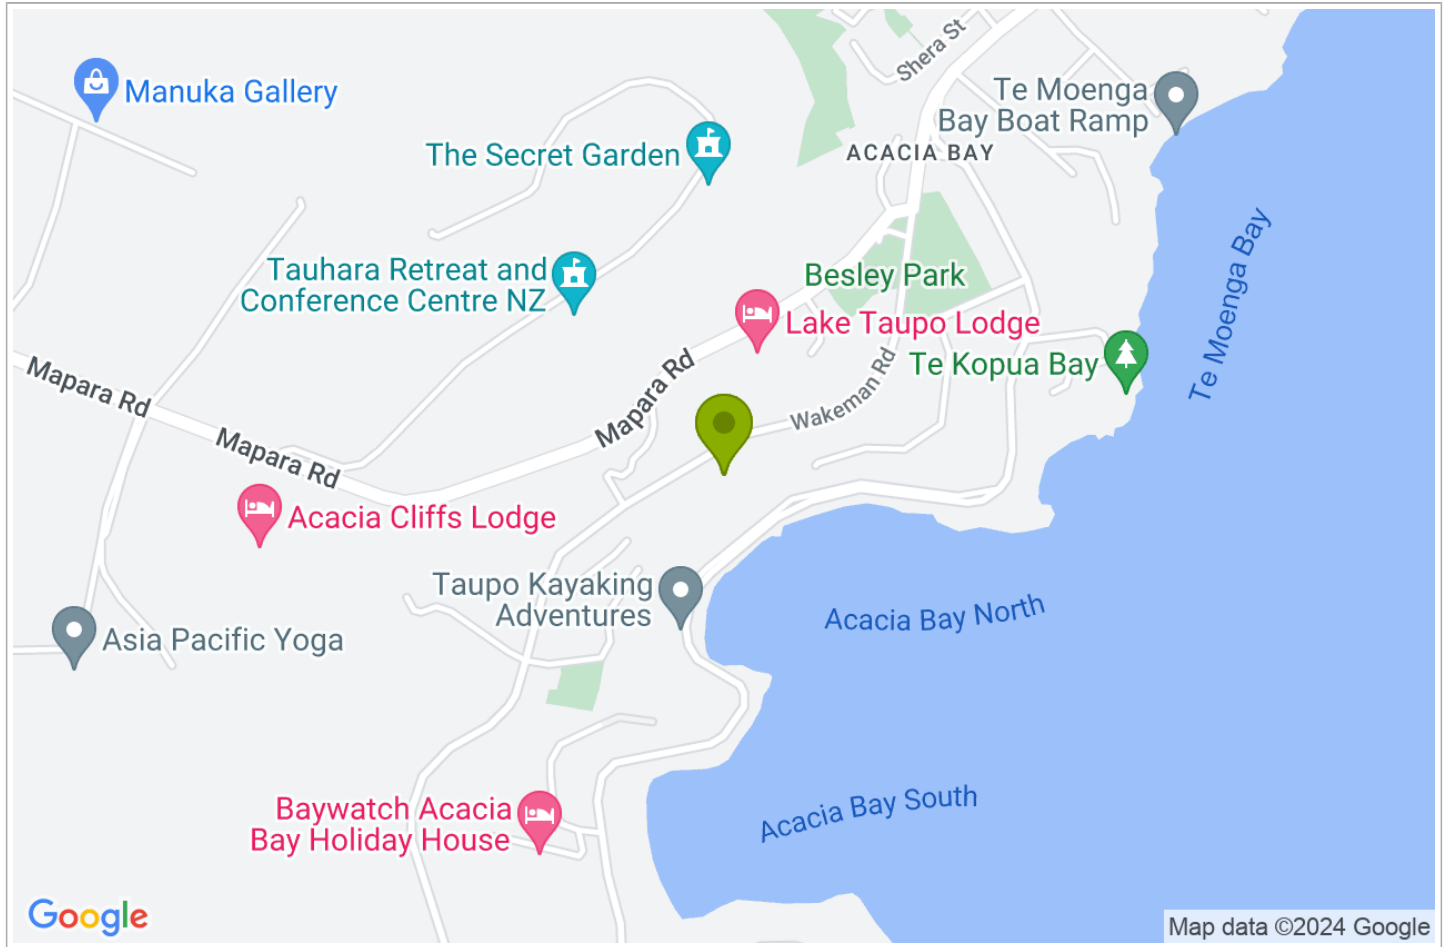 Shera St
Manuka Gallery
Te Moenga
Bay Boat Ramp
The Secret Garden
ACACIA BAY
Te Moenga Bay
Tauhara Retreat and
Conference Centre NZ
Besley Park
Lake Taupo Lodge
Mapara Rd
Mapara Rd
Te Kopua Bay
Wakeman Rd
Mapara Rd
Acacia Cliffs Lodge
Taupo Kayaking
Adventures
Acacia Bay North
Asia Pacific Yoga
Acacia Bay South
Baywatch Acacia
Bay Holiday House
Google
Map data ©2024 Google